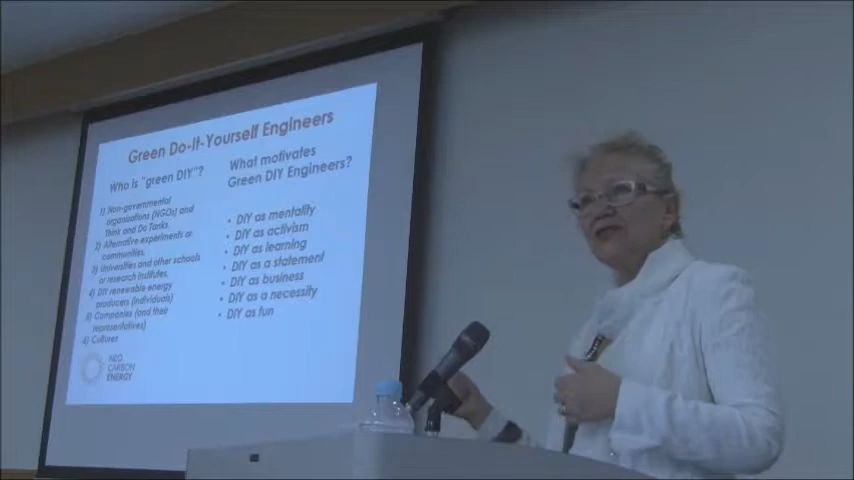 Green Do-It-Yourself Engineers
Who is "green DIY"?
1) Non-governmental
organisations (NGOs) and
Think and Do Tanks.
2) Alternative experiments or
communities.
3) Universities and other schools
or research institutes.
4) DIY renewable energy
producers (individuals)
5) Companies (and their
representatives)
6) Cultures
What motivates
Green DIY Engineers?
• DIY as mentality
• DIY as activism
• DIY as learning
• DIY as a statement
• DIY as business
• DIY as a necessity
• DIY as fun
NEO
CARBON
ENERGY